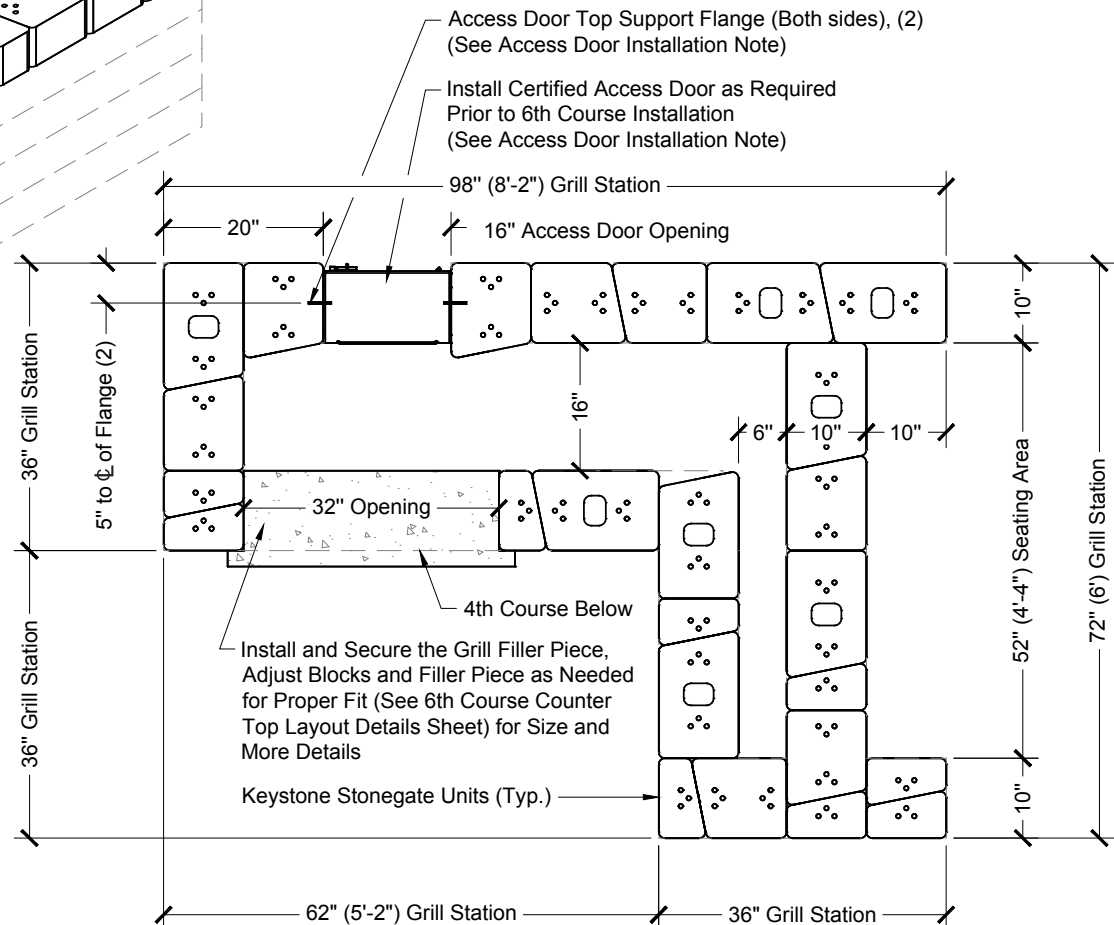 Access Door Top Support Flange (Both sides), (2)
(See Access Door Installation Note)
Install Certified Access Door as Required
Prior to 6th Course Installation
(See Access Door Installation Note)
98" (8'-2") Grill Station
20"
16" Access Door Opening
36" Grill Station
5" to ℄ of Flange (2)
10"
16"
6"
10"
10"
52" (4'-4") Seating Area
72" (6') Grill Station
32" Opening
4th Course Below
36" Grill Station
Install and Secure the Grill Filler Piece,
Adjust Blocks and Filler Piece as Needed
for Proper Fit (See 6th Course Counter
Top Layout Details Sheet) for Size and
More Details
Keystone Stonegate Units (Typ.)
10"
62" (5'-2") Grill Station
36" Grill Station